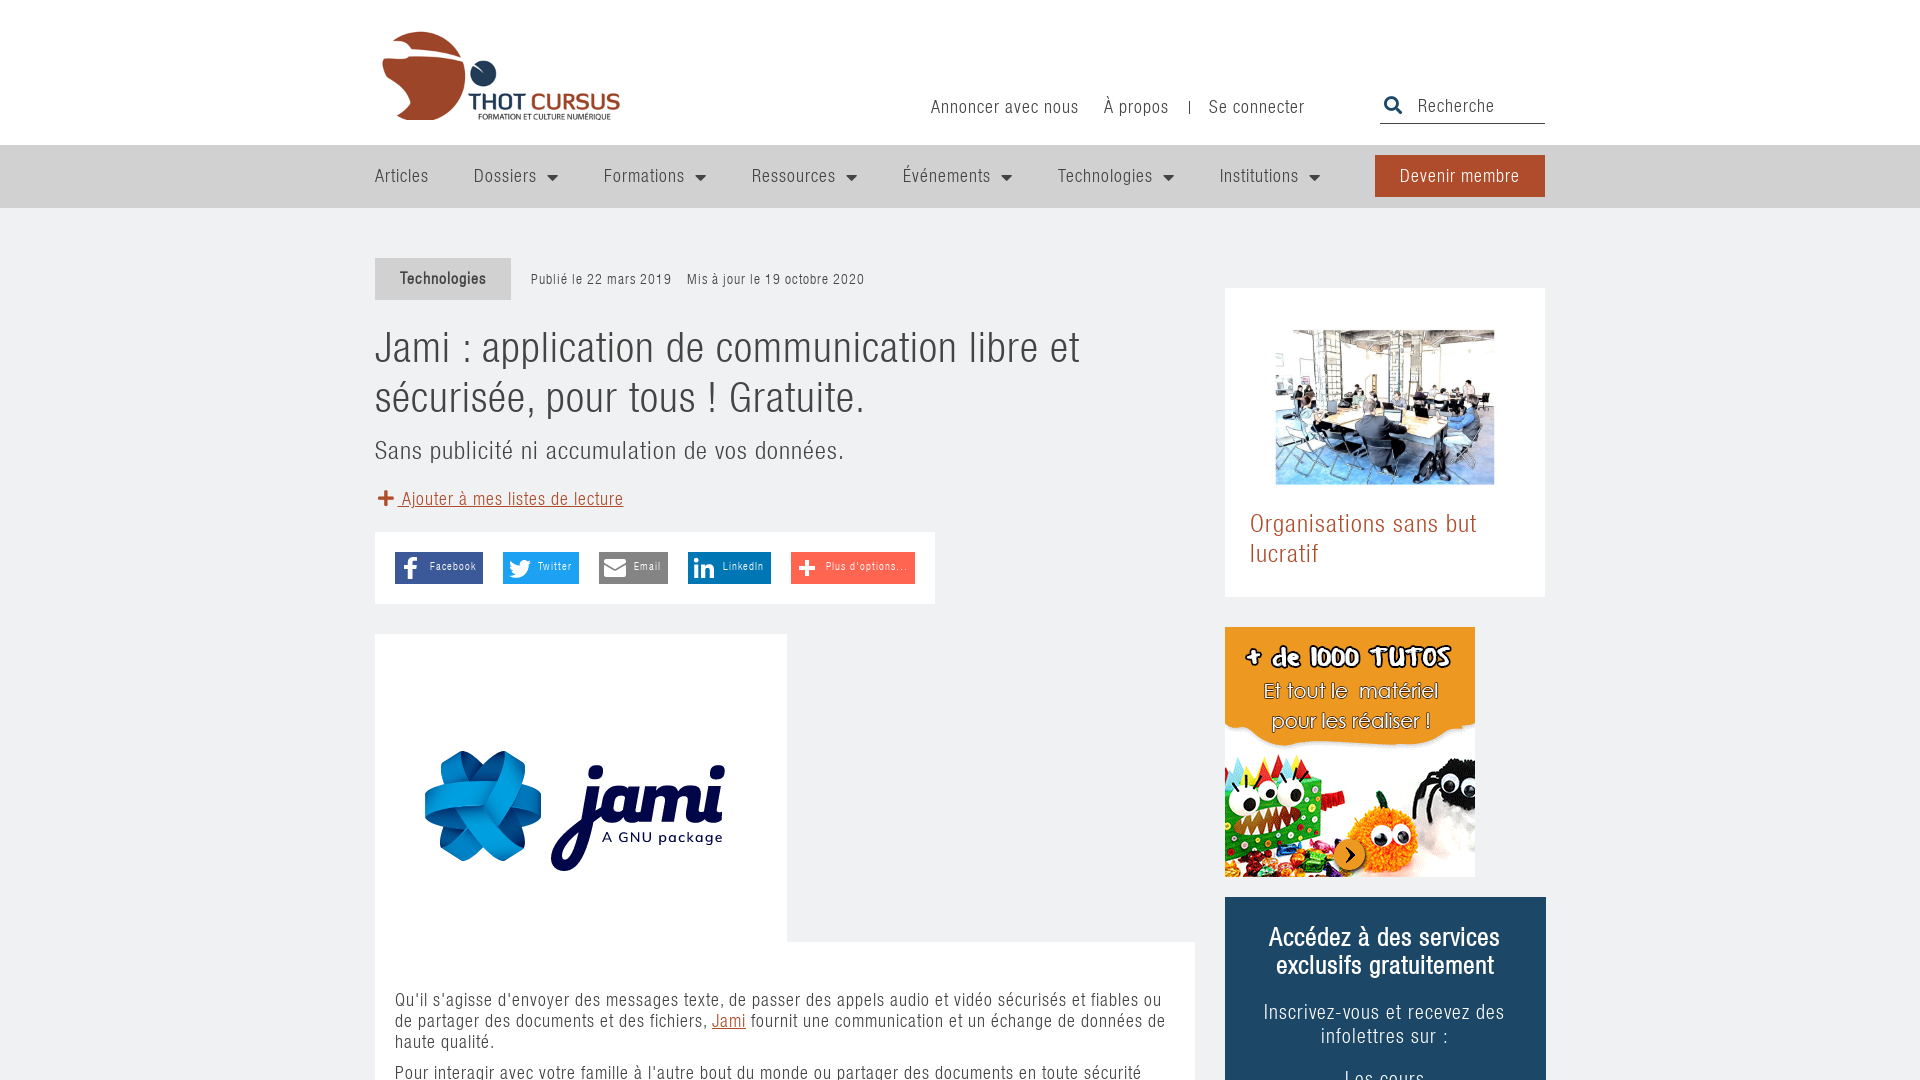 THOT CURSUS
FORMATION ET CULTURE NUMÉRIQUE
Annoncer avec nous
À propos
|
Se connecter
Recherche
Articles
Dossiers
Formations
Ressources
Événements
Technologies
Institutions
Devenir membre
Technologies
Publié le 22 mars 2019 Mis à jour le 19 octobre 2020
Jami : application de communication libre et
sécurisée, pour tous ! Gratuite.
Sans publicité ni accumulation de vos données.
Ajouter à mes listes de lecture
Facebook
Twitter
Email
LinkedIn
Plus d'options...
jami
A GNU package
Qu'il s'agisse d'envoyer des messages texte, de passer des appels audio et vidéo sécurisés et fiables ou
de partager des documents et des fichiers, Jami fournit une communication et un échange de données de
haute qualité.
Pour interagir avec votre famille à l'autre bout du monde ou partager des documents en toute sécurité
Organisations sans but
lucratif
+ de 1000 TUTOS
Et tout le matériel
pour les réaliser !
Accédez à des services
exclusifs gratuitement
Inscrivez-vous et recevez des
infolettres sur :
Les cours